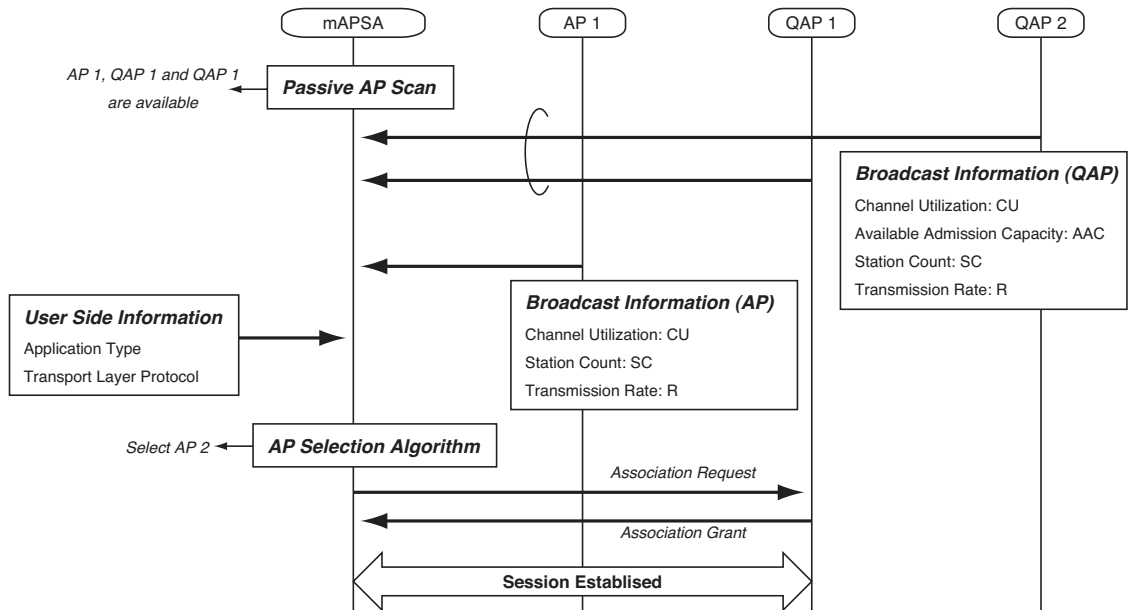 mAPSA
AP 1
QAP 1
QAP 2
AP 1, QAP 1 and QAP 1
are available
Passive AP Scan
Broadcast Information (QAP)
Channel Utilization: CU
Available Admission Capacity: AAC
Station Count: SC
Transmission Rate: R
Broadcast Information (AP)
Channel Utilization: CU
Station Count: SC
Transmission Rate: R
User Side Information
Application Type
Transport Layer Protocol
Select AP 2
AP Selection Algorithm
Association Request
Association Grant
Session Establised